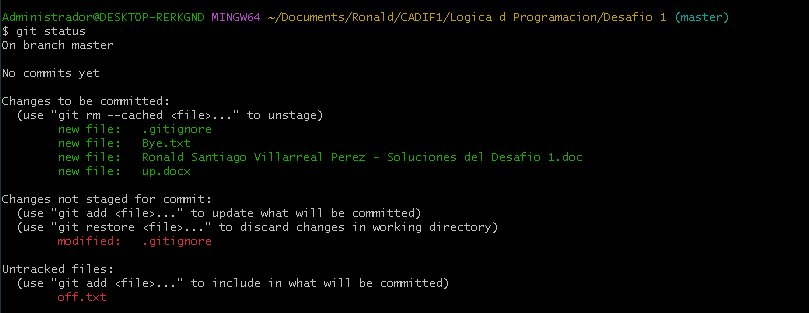 Administrador@DESKTOP-RERKGND MINGW64 ~/Documents/Ronald/CADIF1/Logica d Programacion/Desafio 1 (master)
$ git status
On branch master
No commits yet
Changes to be committed:
(use "git rm --cached <file>..." to unstage)
new file: .gitignore
new file: Bye.txt
new file: Ronald Santiago Villarreal Perez - Soluciones del Desafio 1.doc
new file: up.docx
Changes not staged for commit:
(use "git add <file>..." to update what will be committed)
(use "git restore <file>..." to discard changes in working directory)
modified: .gitignore
Untracked files:
(use "git add <file>..." to include in what will be committed)
off.txt